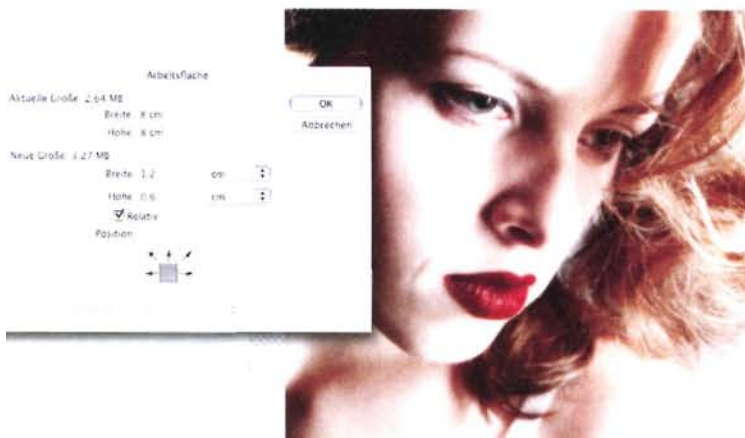 Arbeitsfläche
Aktuelle Größe: 2.64 MB
Breite: 8 cm
Höhe: 8 cm
OK
Abbrechen
Neue Größe: 3.27 MB
Breite: 1.2 cm
Höhe: 0.6 cm
Relativ
Position: